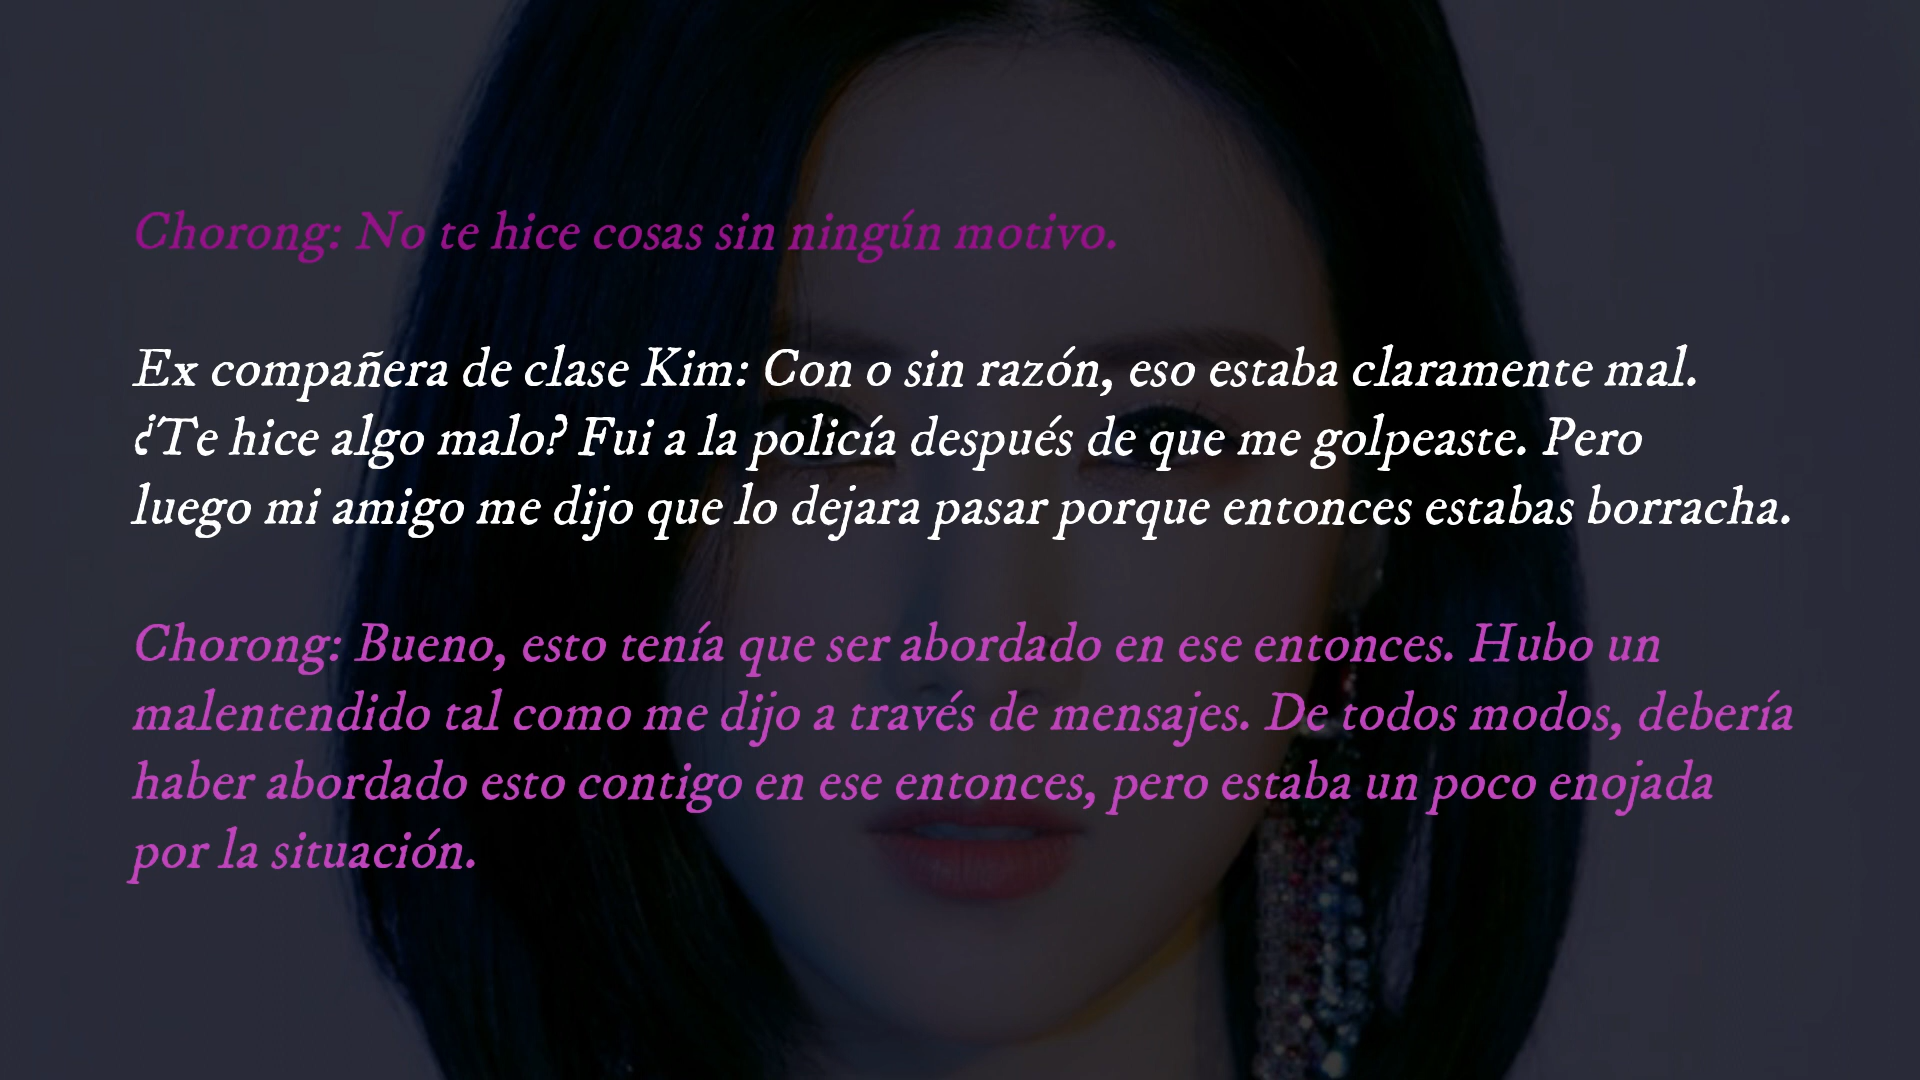 Chorong: No te hice cosas sin ningún motivo.
Ex compañera de clase Kim: Con o sin razón, eso estaba claramente mal.
¿Te hice algo malo? Fui a la policía después de que me golpeaste. Pero
luego mi amigo me dijo que lo dejara pasar porque entonces estabas borracha.
Chorong: Bueno, esto tenía que ser abordado en ese entonces. Hubo un
malentendido tal como me dijo a través de mensajes. De todos modos, debería
haber abordado esto contigo en ese entonces, pero estaba un poco enojada
por la situación.